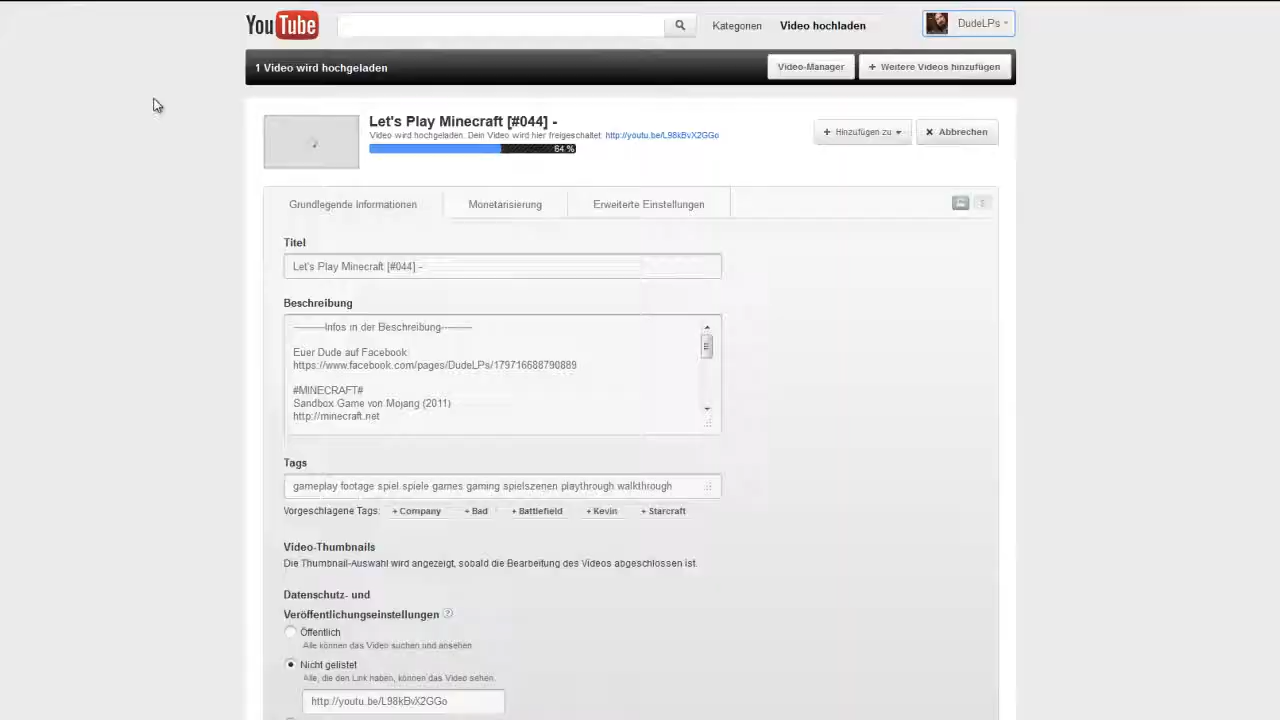 YouTube
Kategorien
Video hochladen
DudeLPs
1 Video wird hochgeladen
Video-Manager
+ Weitere Videos hinzufügen
Let's Play Minecraft [#044] -
Video wird hochgeladen. Dein Video wird hier freigeschaltet: http://youtu.be/L98kBvX2GGo
64 %
+ Hinzufügen zu
Abbrechen
Grundlegende Informationen
Monetarisierung
Erweiterte Einstellungen
Titel
Let's Play Minecraft [#044] -
Beschreibung
----------Infos in der Beschreibung----------
Euer Dude auf Facebook:
https://www.facebook.com/pages/DudeLPs/179716688790889
#MINECRAFT#
Sandbox Game von Mojang (2011)
http://minecraft.net
Tags
gameplay footage spiel spiele games gaming spielszenen playthrough walkthrough
Vorgeschlagene Tags: + Company + Bad + Battlefield + Kevin + Starcraft
Video-Thumbnails
Die Thumbnail-Auswahl wird angezeigt, sobald die Bearbeitung des Videos abgeschlossen ist.
Datenschutz- und
Veröffentlichungseinstellungen ?
Öffentlich
Alle können das Video suchen und ansehen
Nicht gelistet
Alle, die den Link haben, können das Video sehen.
http://youtu.be/L98kBvX2GGo